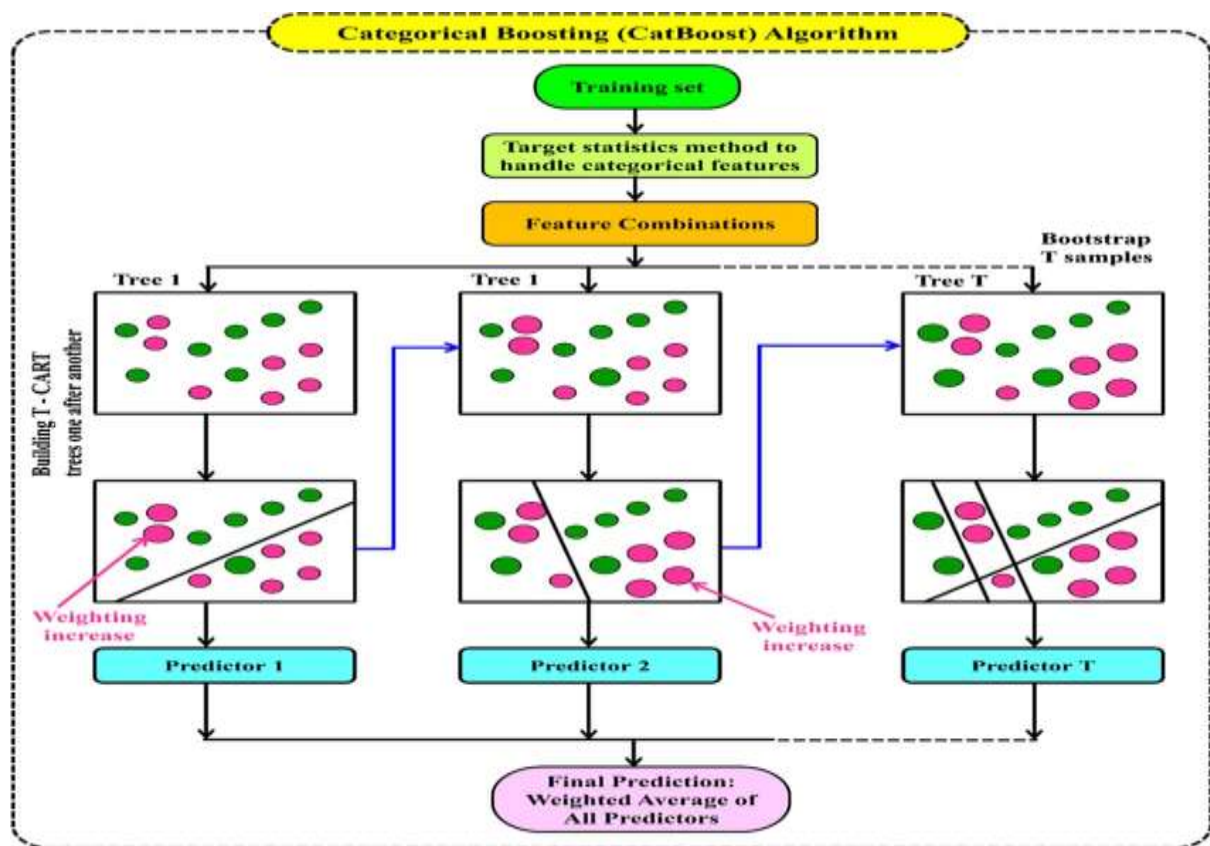 Categorical Boosting (CatBoost) Algorithm
Training set
Target statistics method to
handle categorical features
Feature Combinations
Bootstrap
T samples
Tree 1
Tree 1
Tree T
Building T - CART
trees one after another
Weighting
increase
Weighting
increase
Predictor 1
Predictor 2
Predictor T
Final Prediction:
Weighted Average of
All Predictors